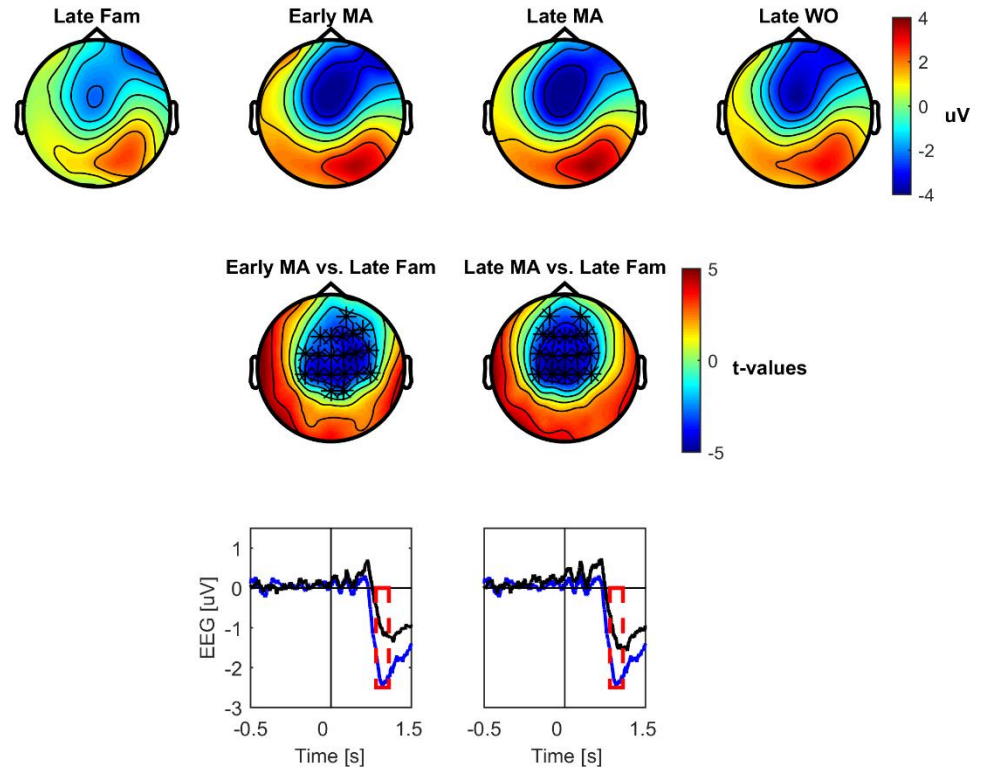 Late Fam Early MA Late MA Late WO
4
2
0
-2
-4
uV
Early MA vs. Late Fam Late MA vs. Late Fam
5
0
-5
t-values
1
0
-1
-2
-3
EEG [uV]
-0.5 0 1.5 -0.5 0 1.5
Time [s] Time [s]